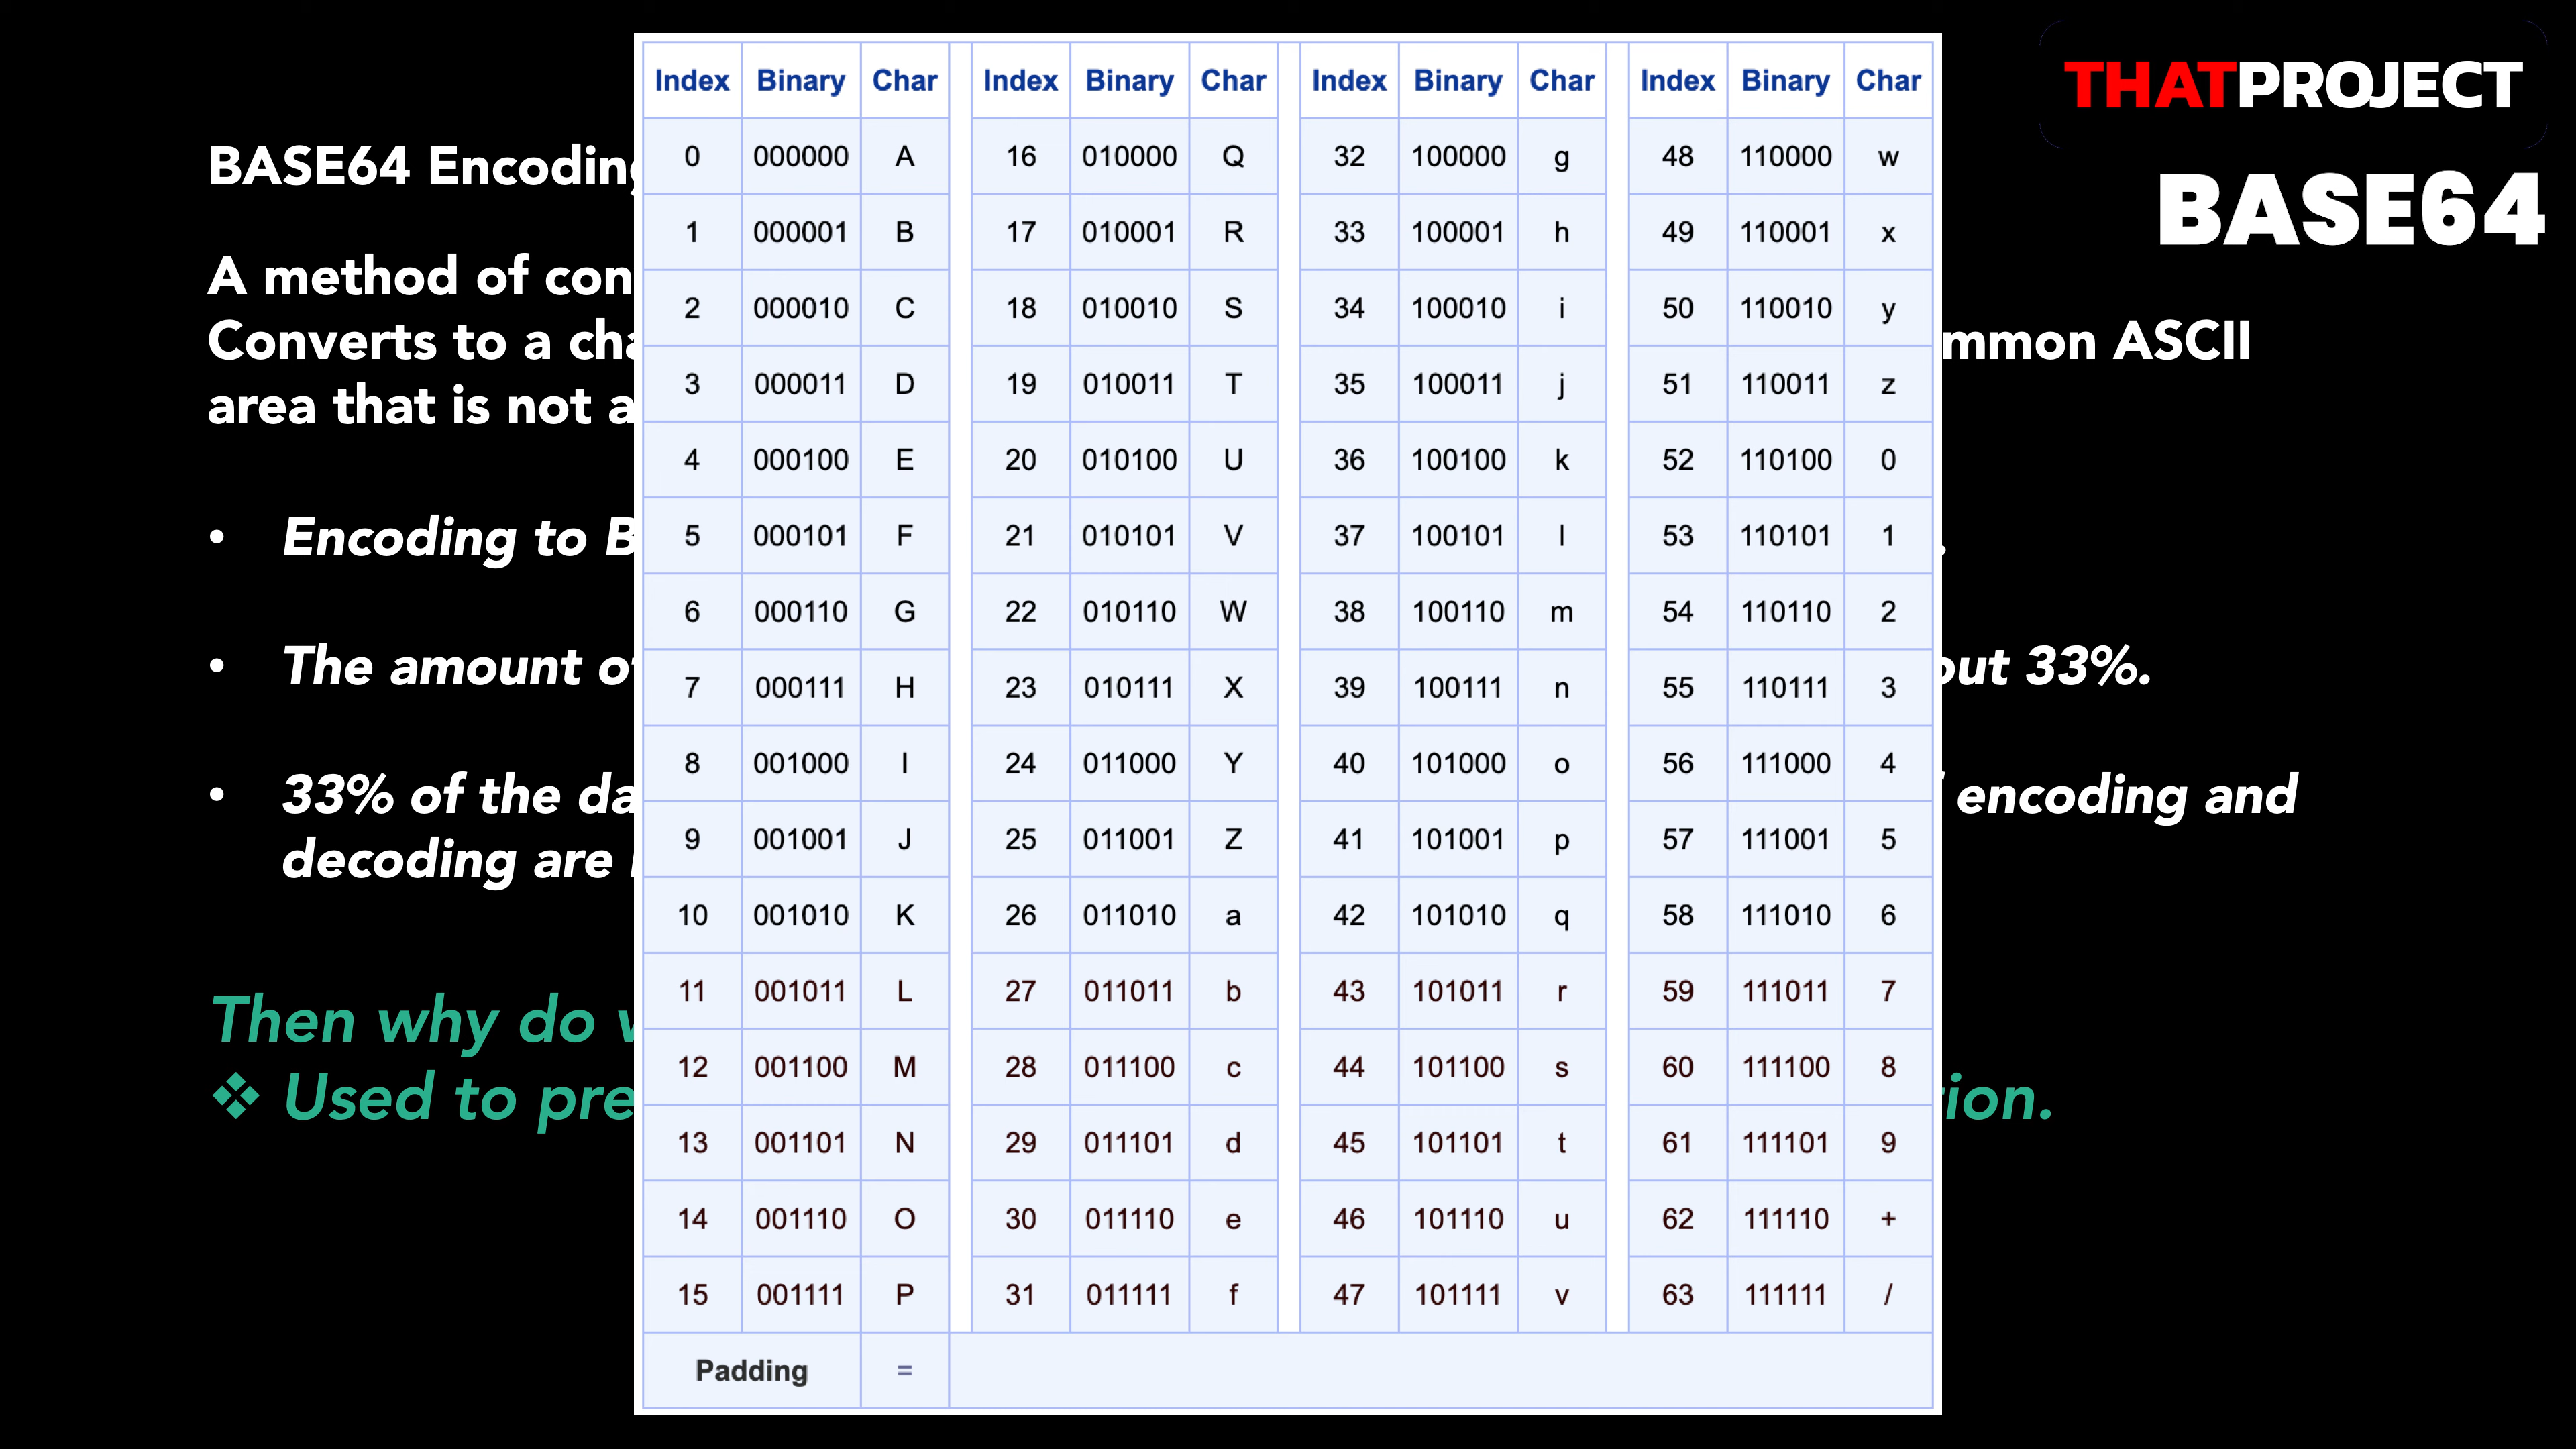 THATPROJECT
BASE64
BASE64 Encoding
A method of con
Converts to a cha mmon ASCII
area that is not a
• Encoding to B
• The amount of out 33%.
• 33% of the da encoding and
decoding are
Then why do w
❖ Used to pre tion.
Index Binary Char Index Binary Char Index Binary Char Index Binary Char
0 000000 A 16 010000 Q 32 100000 g 48 110000 w
1 000001 B 17 010001 R 33 100001 h 49 110001 x
2 000010 C 18 010010 S 34 100010 i 50 110010 y
3 000011 D 19 010011 T 35 100011 j 51 110011 z
4 000100 E 20 010100 U 36 100100 k 52 110100 0
5 000101 F 21 010101 V 37 100101 l 53 110101 1
6 000110 G 22 010110 W 38 100110 m 54 110110 2
7 000111 H 23 010111 X 39 100111 n 55 110111 3
8 001000 I 24 011000 Y 40 101000 o 56 111000 4
9 001001 J 25 011001 Z 41 101001 p 57 111001 5
10 001010 K 26 011010 a 42 101010 q 58 111010 6
11 001011 L 27 011011 b 43 101011 r 59 111011 7
12 001100 M 28 011100 c 44 101100 s 60 111100 8
13 001101 N 29 011101 d 45 101101 t 61 111101 9
14 001110 O 30 011110 e 46 101110 u 62 111110 +
15 001111 P 31 011111 f 47 101111 v 63 111111 /
Padding =